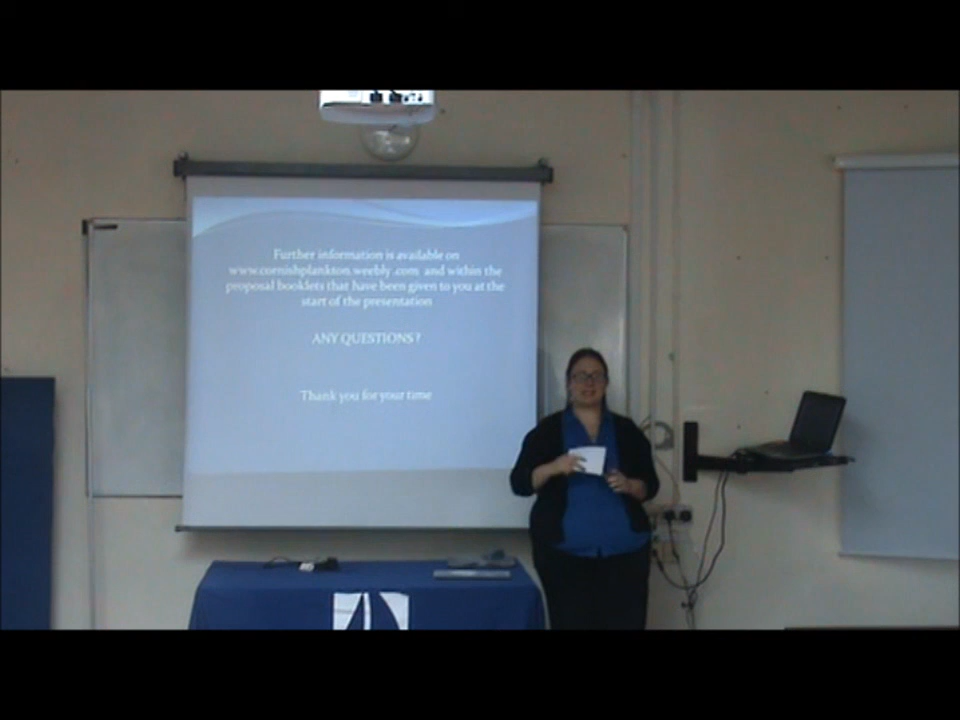 Further information is available on
www.cornishplankton.weebly .com and within the
proposal booklets that have been given to you at the
start of the presentation
ANY QUESTIONS ?
Thank you for your time